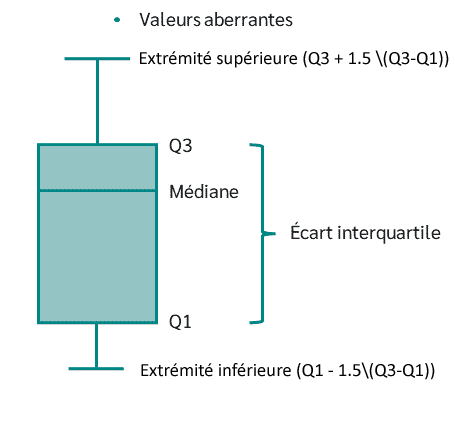 Valeurs aberrantes
Extrémité supérieure (Q3 + 1.5 \(Q3-Q1))
Q3
Médiane
Écart interquartile
Q1
Extrémité inférieure (Q1 - 1.5\(Q3-Q1))